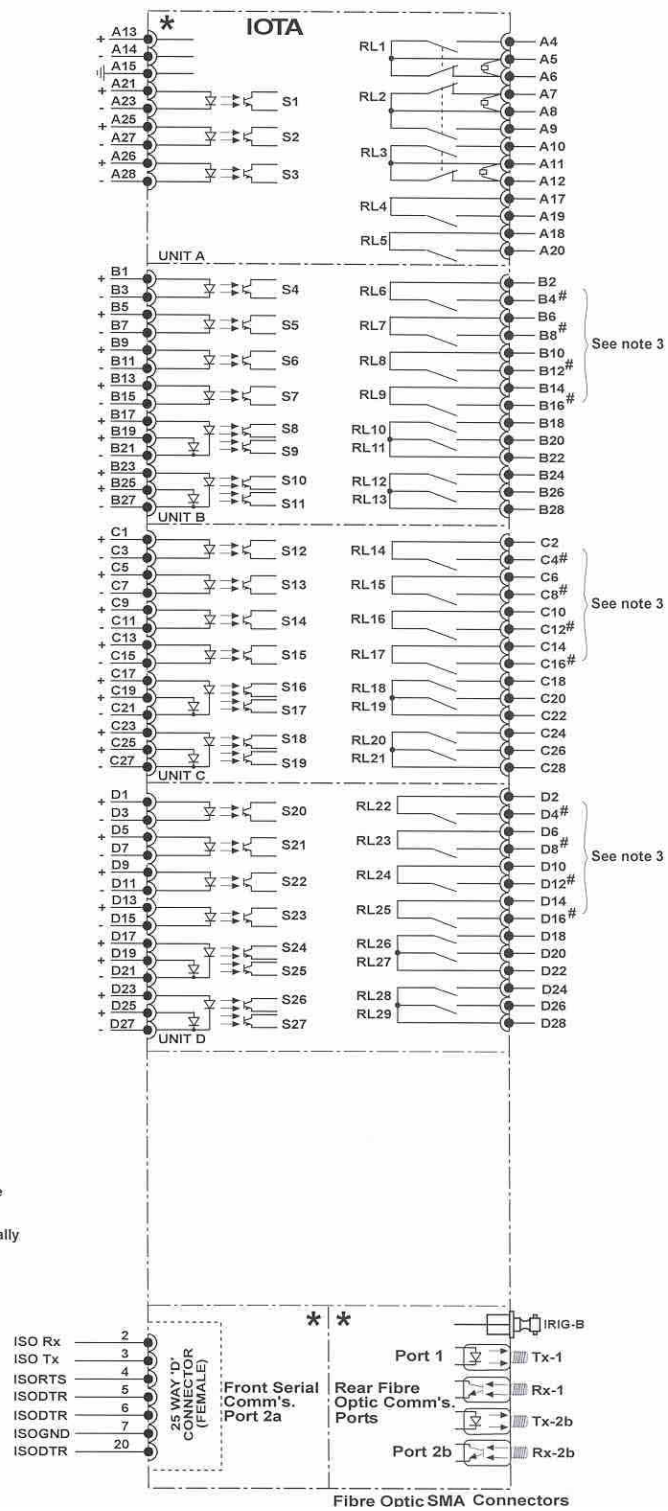 * IOTA
+ A13
- A14
A15
+ A21
- A23
+ A25
- A27
+ A26
- A28
S1
S2
S3
RL1
RL2
RL3
RL4
RL5
A4
A5
A6
A7
A8
A9
A10
A11
A12
A17
A19
A18
A20
UNIT A
+ B1
- B3
+ B5
- B7
+ B9
- B11
+ B13
- B15
+ B17
+ B19
- B21
+ B23
+ B25
- B27
S4
S5
S6
S7
S8
S9
S10
S11
RL6
RL7
RL8
RL9
RL10
RL11
RL12
RL13
B2
B4#
B6
B8#
B10
B12#
B14
B16#
B18
B20
B22
B24
B26
B28
See note 3
UNIT B
+ C1
- C3
+ C5
- C7
+ C9
- C11
+ C13
- C15
+ C17
+ C19
- C21
+ C23
+ C25
- C27
S12
S13
S14
S15
S16
S17
S18
S19
RL14
RL15
RL16
RL17
RL18
RL19
RL20
RL21
C2
C4#
C6
C8#
C10
C12#
C14
C16#
C18
C20
C22
C24
C26
C28
See note 3
UNIT C
+ D1
- D3
+ D5
- D7
+ D9
- D11
+ D13
- D15
+ D17
+ D19
- D21
+ D23
+ D25
- D27
S20
S21
S22
S23
S24
S25
S26
S27
RL22
RL23
RL24
RL25
RL26
RL27
RL28
RL29
D2
D4#
D6
D8#
D10
D12#
D14
D16#
D18
D20
D22
D24
D26
D28
See note 3
UNIT D
ally
* *
ISO Rx 2
ISO Tx 3
ISORTS 4
ISODTR 5
ISODTR 6
ISOGND 7
ISODTR 20
25 WAY 'D'
CONNECTOR
(FEMALE)
Front Serial
Comm's.
Port 2a
Rear Fibre
Optic Comm's.
Ports
Port 1
Port 2b
IRIG-B
Tx-1
Rx-1
Tx-2b
Rx-2b
Fibre Optic SMA Connectors